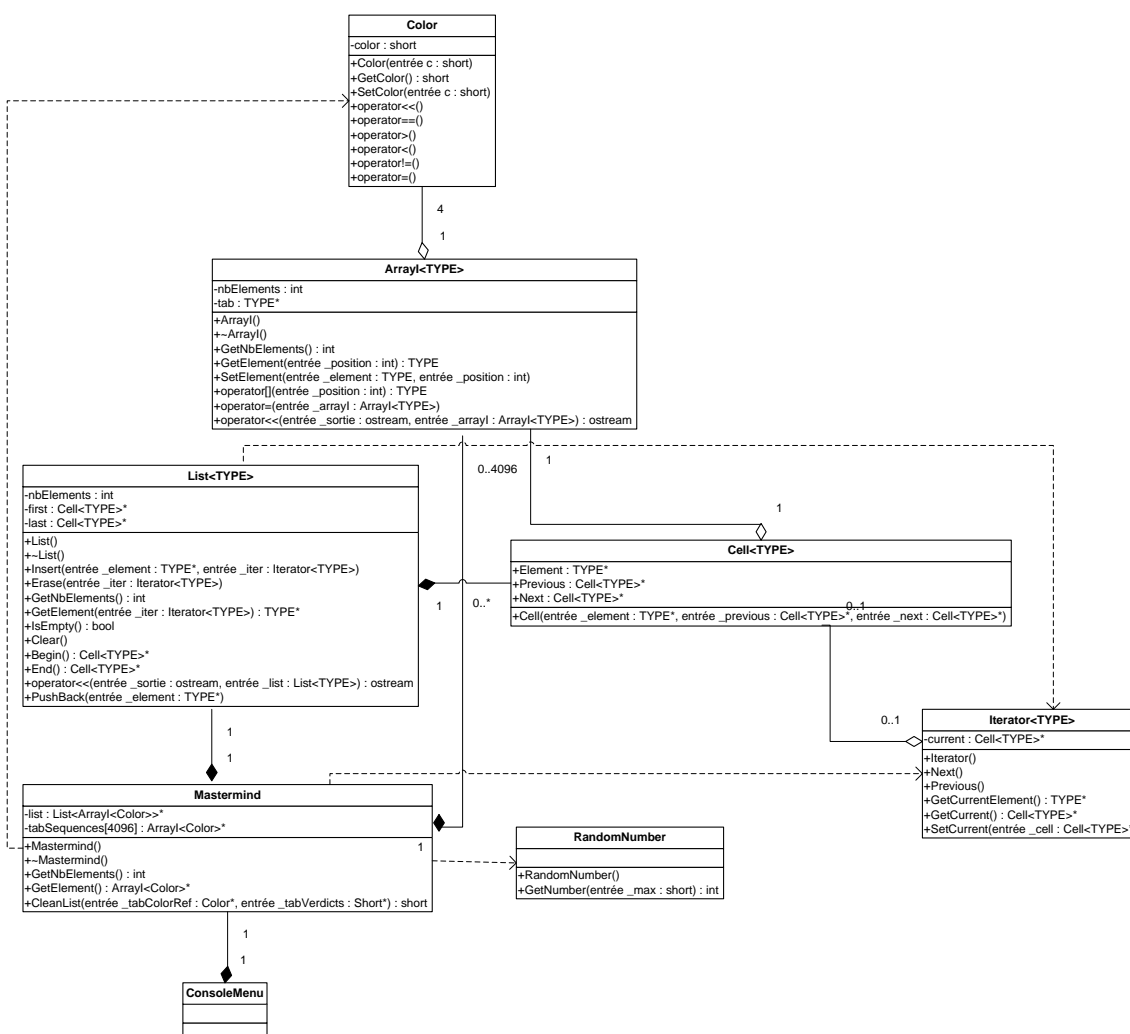 Color
-color : short
+Color(entrée c : short)
+GetColor() : short
+SetColor(entrée c : short)
+operator<<()
+operator==()
+operator>()
+operator<()
+operator!=()
+operator=()
4
1
ArrayI<TYPE>
-nbElements : int
-tab : TYPE*
+ArrayI()
+~ArrayI()
+GetNbElements() : int
+GetElement(entrée _position : int) : TYPE
+SetElement(entrée _element : TYPE, entrée _position : int)
+operator[](entrée _position : int) : TYPE
+operator=(entrée _arrayI : ArrayI<TYPE>)
+operator<<(entrée _sortie : ostream, entrée _arrayI : ArrayI<TYPE>) : ostream
0..4096
1
1
List<TYPE>
-nbElements : int
-first : Cell<TYPE>*
-last : Cell<TYPE>*
+List()
+~List()
+Insert(entrée _element : TYPE*, entrée _iter : Iterator<TYPE>)
+Erase(entrée _iter : Iterator<TYPE>)
+GetNbElements() : int
+GetElement(entrée _iter : Iterator<TYPE>) : TYPE*
+IsEmpty() : bool
+Clear()
+Begin() : Cell<TYPE>*
+End() : Cell<TYPE>*
+operator<<(entrée _sortie : ostream, entrée _list : List<TYPE>) : ostream
+PushBack(entrée _element : TYPE*)
1
0..*
Cell<TYPE>
+Element : TYPE*
+Previous : Cell<TYPE>*
+Next : Cell<TYPE>*
+Cell(entrée _element : TYPE*, entrée _previous : Cell<TYPE>*, entrée _next : Cell<TYPE>*)
0..1
0..1
Iterator<TYPE>
-current : Cell<TYPE>*
+Iterator()
+Next()
+Previous()
+GetCurrentElement() : TYPE*
+GetCurrent() : Cell<TYPE>*
+SetCurrent(entrée _cell : Cell<TYPE>*
1
1
Mastermind
-list : List<ArrayI<Color>>*
-tabSequences[4096] : ArrayI<Color>*
+Mastermind()
+~Mastermind()
+GetNbElements() : int
+GetElement() : ArrayI<Color>*
+CleanList(entrée _tabColorRef : Color*, entrée _tabVerdicts : Short*) : short
1
RandomNumber
+RandomNumber()
+GetNumber(entrée _max : short) : int
1
1
ConsoleMenu